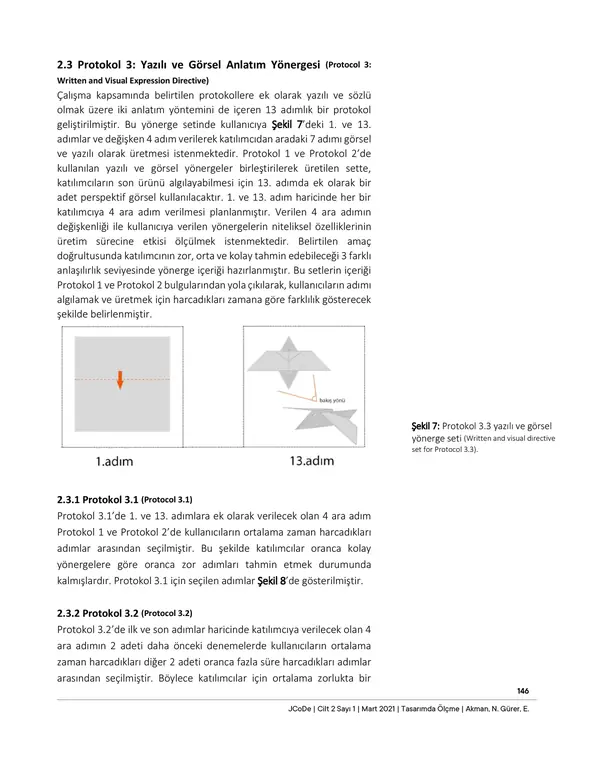 2.3 Protokol 3: Yazılı ve Görsel Anlatım Yönergesi (Protocol 3:
Written and Visual Expression Directive)
Çalışma kapsamında belirtilen protokollere ek olarak yazılı ve sözlü
olmak üzere iki anlatım yöntemini de içeren 13 adımlık bir protokol
geliştirilmiştir. Bu yönerge setinde kullanıcıya Şekil 7'deki 1. ve 13.
adımlar ve değişken 4 adım verilerek katılımcıdan aradaki 7 adımı görsel
ve yazılı olarak üretmesi istenmektedir. Protokol 1 ve Protokol 2'de
kullanılan yazılı ve görsel yönergeler birleştirilerek üretilen sette,
katılımcıların son ürünü algılayabilmesi için 13. adımda ek olarak bir
adet perspektif görsel kullanılacaktır. 1. ve 13. adım haricinde her bir
katılımcıya 4 ara adım verilmesi planlanmıştır. Verilen 4 ara adımın
değişkenliği ile kullanıcıya verilen yönergelerin niteliksel özelliklerinin
üretim sürecine etkisi ölçülmek istenmektedir. Belirtilen amaç
doğrultusunda katılımcının zor, orta ve kolay tahmin edebileceği 3 farklı
anlaşılırlık seviyesinde yönerge içeriği hazırlanmıştır. Bu setlerin içeriği
Protokol 1 ve Protokol 2 bulgularından yola çıkılarak, kullanıcıların adımı
algılamak ve üretmek için harcadıkları zamana göre farklılık gösterecek
şekilde belirlenmiştir.
bakış yönü
1.adım
13.adım
Şekil 7: Protokol 3.3 yazılı ve görsel
yönerge seti (Written and visual directive
set for Protocol 3.3).
2.3.1 Protokol 3.1 (Protocol 3.1)
Protokol 3.1'de 1. ve 13. adımlara ek olarak verilecek olan 4 ara adım
Protokol 1 ve Protokol 2'de kullanıcıların ortalama zaman harcadıkları
adımlar arasından seçilmiştir. Bu şekilde katılımcılar oranca kolay
yönergelere göre oranca zor adımları tahmin etmek durumunda
kalmışlardır. Protokol 3.1 için seçilen adımlar Şekil 8'de gösterilmiştir.
2.3.2 Protokol 3.2 (Protocol 3.2)
Protokol 3.2'de ilk ve son adımlar haricinde katılımcıya verilecek olan 4
ara adımın 2 adeti daha önceki denemelerde kullanıcıların ortalama
zaman harcadıkları diğer 2 adeti oranca fazla süre harcadıkları adımlar
arasından seçilmiştir. Böylece katılımcılar için ortalama zorlukta bir
146
JCoDe | Cilt 2 Sayı 1 | Mart 2021 | Tasarımda Ölçme | Akman, N. Gürer, E.